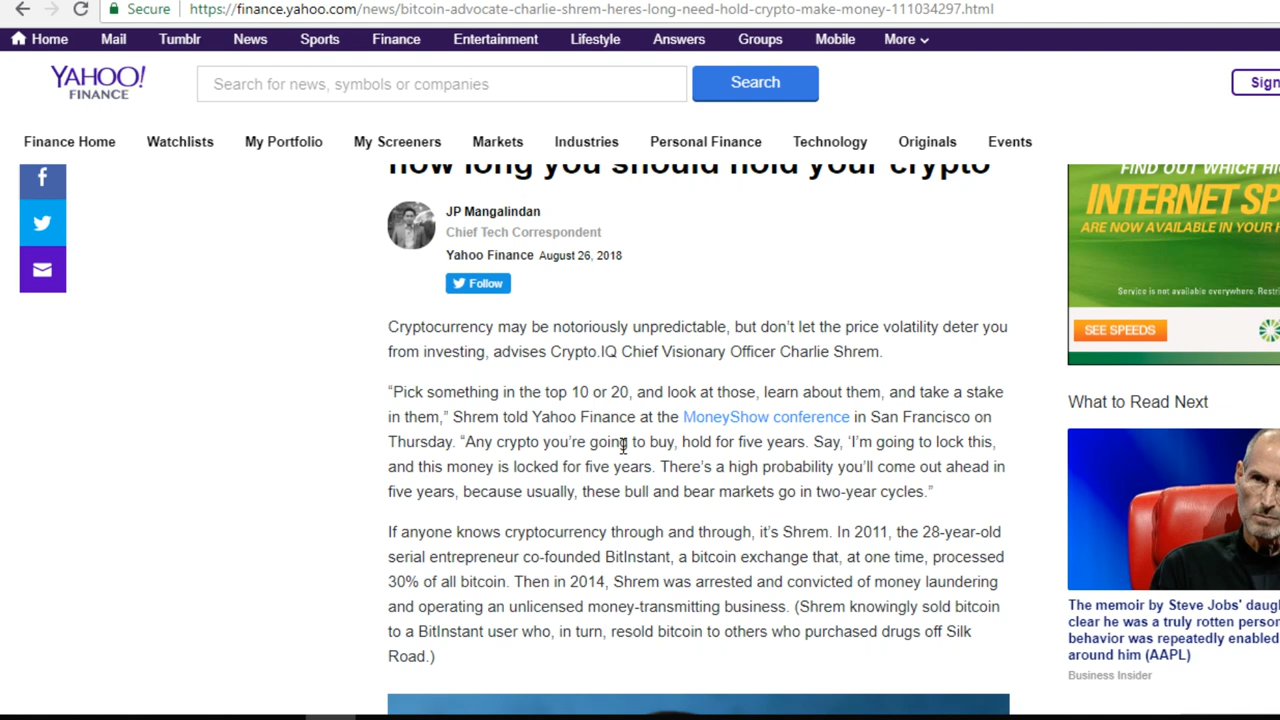 Secure
https://finance.yahoo.com/news/bitcoin-advocate-charlie-shrem-heres-long-need-hold-crypto-make-money-111034297.html
Home Mail Tumblr News Sports Finance Entertainment Lifestyle Answers Groups Mobile More
YAHOO!
FINANCE
Search for news, symbols or companies
Search
Sign
Finance Home Watchlists My Portfolio My Screeners Markets Industries Personal Finance Technology Originals Events
how long you should hold your crypto
JP Mangalindan
Chief Tech Correspondent
Yahoo Finance August 26, 2018
Follow
Cryptocurrency may be notoriously unpredictable, but don’t let the price volatility deter you
from investing, advises Crypto.IQ Chief Visionary Officer Charlie Shrem.
“Pick something in the top 10 or 20, and look at those, learn about them, and take a stake
in them,” Shrem told Yahoo Finance at the MoneyShow conference in San Francisco on
Thursday. “Any crypto you’re going to buy, hold for five years. Say, ‘I’m going to lock this,
and this money is locked for five years. There’s a high probability you’ll come out ahead in
five years, because usually, these bull and bear markets go in two-year cycles.”
If anyone knows cryptocurrency through and through, it’s Shrem. In 2011, the 28-year-old
serial entrepreneur co-founded BitInstant, a bitcoin exchange that, at one time, processed
30% of all bitcoin. Then in 2014, Shrem was arrested and convicted of money laundering
and operating an unlicensed money-transmitting business. (Shrem knowingly sold bitcoin
to a BitInstant user who, in turn, resold bitcoin to others who purchased drugs off Silk
Road.)
FIND OUT WHICH
INTERNET SP
ARE NOW AVAILABLE IN YOUR
Service is not available everywhere. Restri
SEE SPEEDS
What to Read Next
The memoir by Steve Jobs' daug
clear he was a truly rotten person
behavior was repeatedly enabled
around him (AAPL)
Business Insider